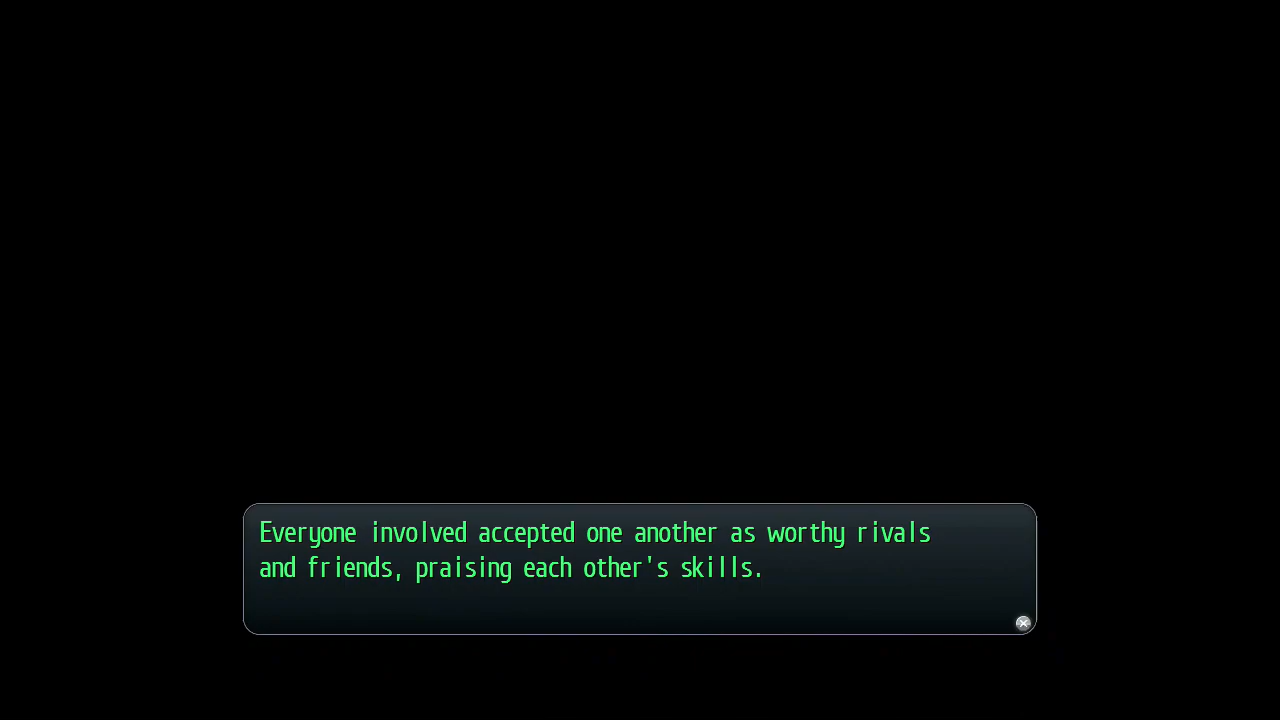 Everyone involved accepted one another as worthy rivals
and friends, praising each other's skills.